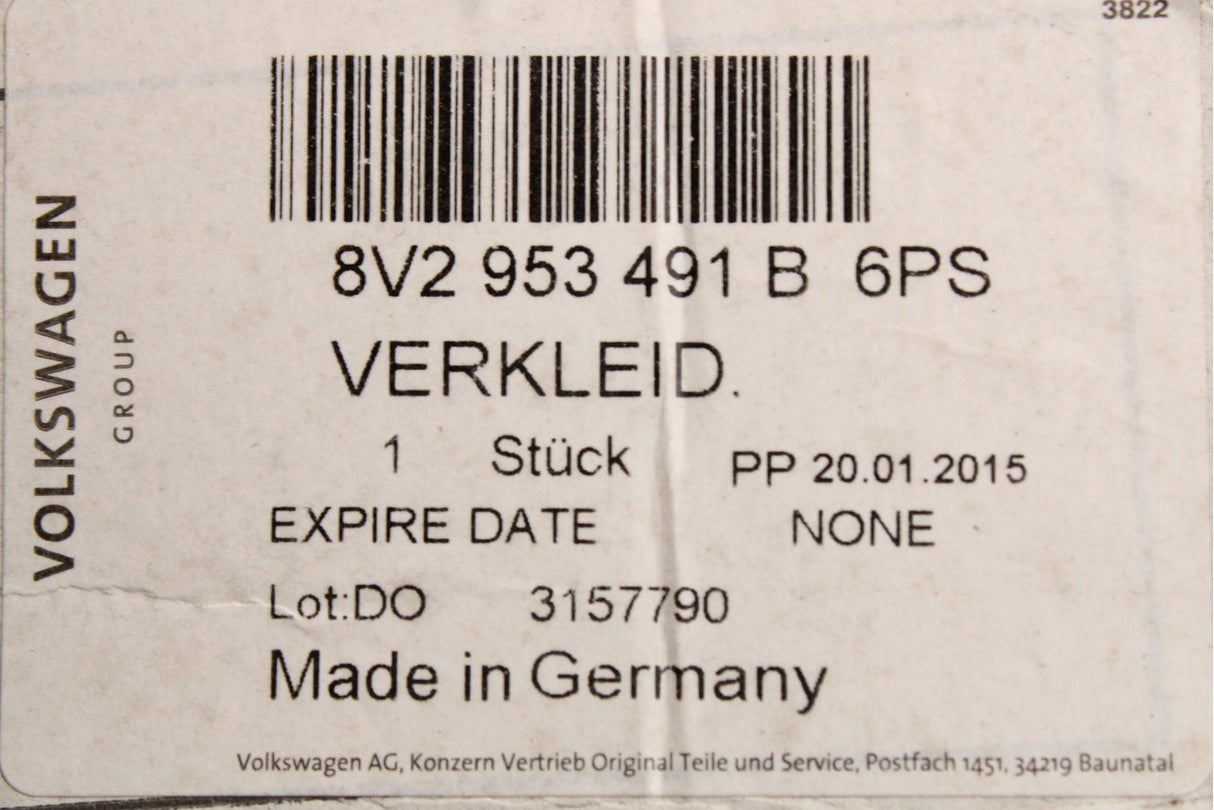 3822
VOLKSWAGEN
GROUP
8V2 953 491 B 6PS
VERKLEID.
1 Stück PP 20.01.2015
EXPIRE DATE NONE
Lot:DO 3157790
Made in Germany
Volkswagen AG, Konzern Vertrieb Original Teile und Service, Postfach 1451, 34219 Baunatal